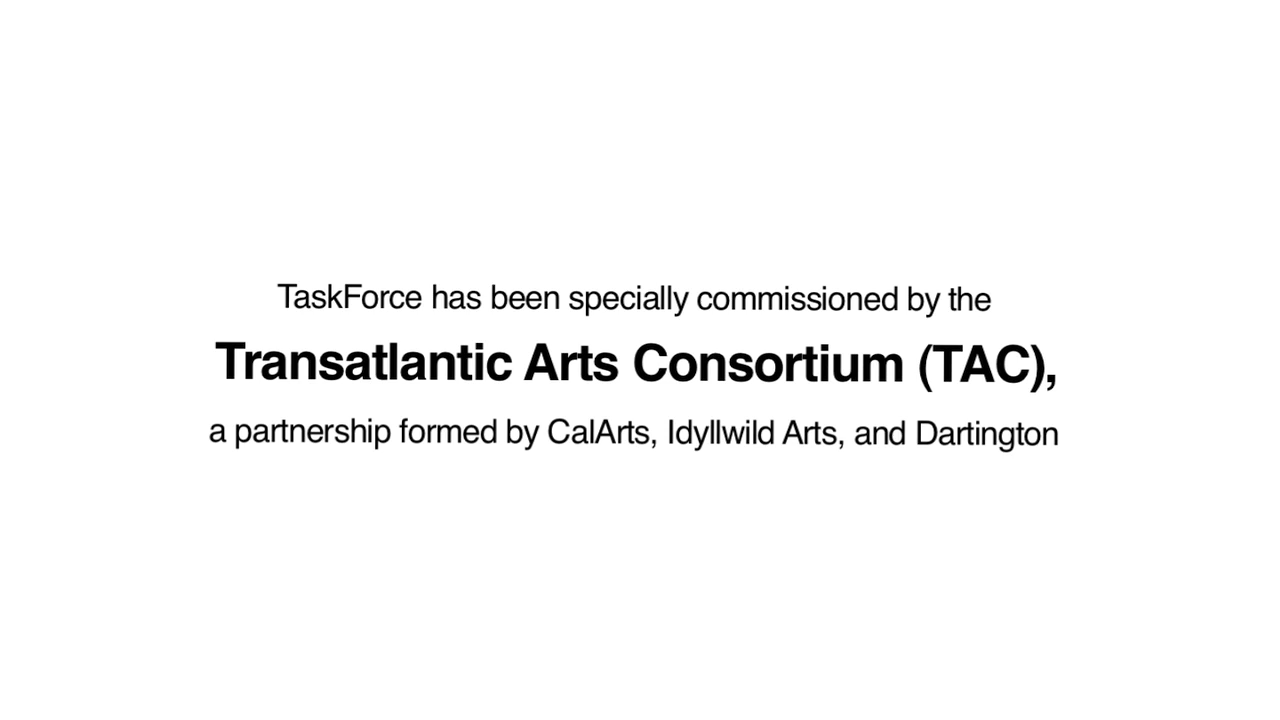 TaskForce has been specially commissioned by the
Transatlantic Arts Consortium (TAC),
a partnership formed by CalArts, Idyllwild Arts, and Dartington